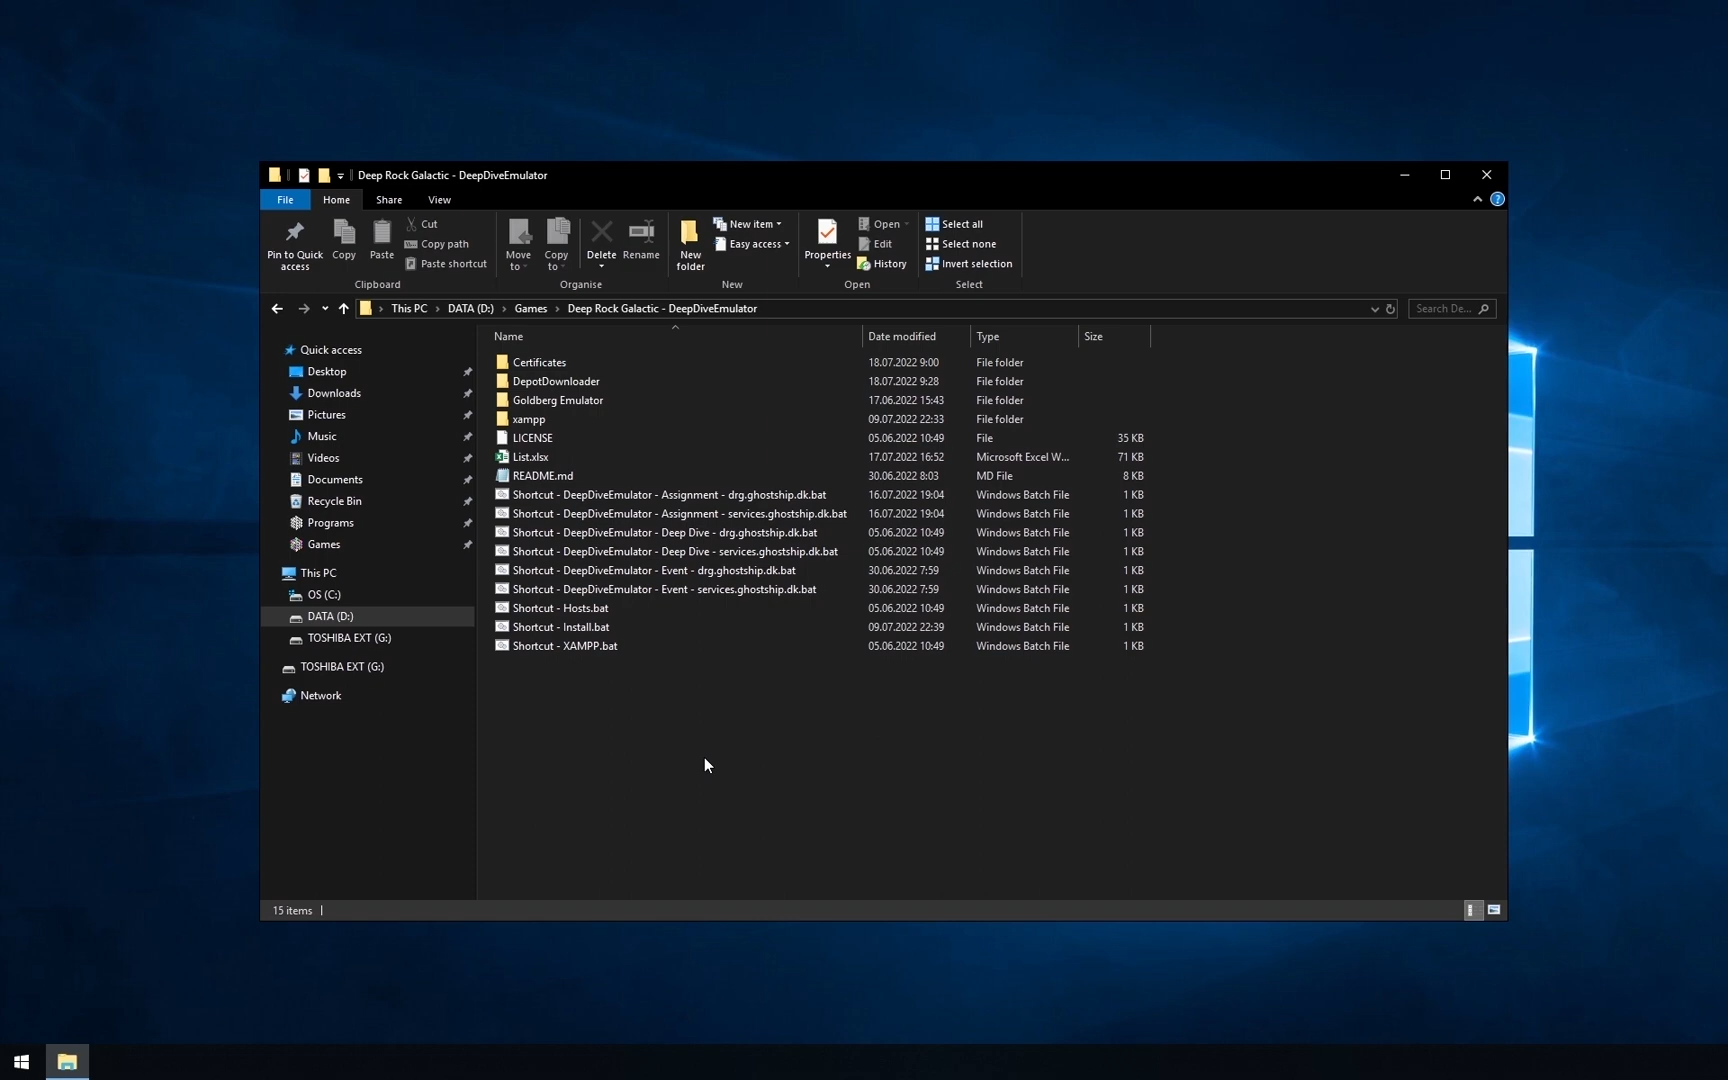 Deep Rock Galactic - DeepDiveEmulator
File Home Share View
Pin to Quick access
Copy
Paste
Cut
Copy path
Paste shortcut
Clipboard
Move to
Copy to
Delete
Rename
Organise
New folder
New item
Easy access
New
Properties
Open
Edit
History
Open
Select all
Select none
Invert selection
Select
This PC › DATA (D:) › Games › Deep Rock Galactic - DeepDiveEmulator
Search De...
Quick access
Desktop
Downloads
Pictures
Music
Videos
Documents
Recycle Bin
Programs
Games
This PC
OS (C:)
DATA (D:)
TOSHIBA EXT (G:)
TOSHIBA EXT (G:)
Network
Name Date modified Type Size
Certificates 18.07.2022 9:00 File folder
DepotDownloader 18.07.2022 9:28 File folder
Goldberg Emulator 17.06.2022 15:43 File folder
xampp 09.07.2022 22:33 File folder
LICENSE 05.06.2022 10:49 File 35 KB
List.xlsx 17.07.2022 16:52 Microsoft Excel W... 71 KB
README.md 30.06.2022 8:03 MD File 8 KB
Shortcut - DeepDiveEmulator - Assignment - drg.ghostship.dk.bat 16.07.2022 19:04 Windows Batch File 1 KB
Shortcut - DeepDiveEmulator - Assignment - services.ghostship.dk.bat 16.07.2022 19:04 Windows Batch File 1 KB
Shortcut - DeepDiveEmulator - Deep Dive - drg.ghostship.dk.bat 05.06.2022 10:49 Windows Batch File 1 KB
Shortcut - DeepDiveEmulator - Deep Dive - services.ghostship.dk.bat 05.06.2022 10:49 Windows Batch File 1 KB
Shortcut - DeepDiveEmulator - Event - drg.ghostship.dk.bat 30.06.2022 7:59 Windows Batch File 1 KB
Shortcut - DeepDiveEmulator - Event - services.ghostship.dk.bat 30.06.2022 7:59 Windows Batch File 1 KB
Shortcut - Hosts.bat 05.06.2022 10:49 Windows Batch File 1 KB
Shortcut - Install.bat 09.07.2022 22:39 Windows Batch File 1 KB
Shortcut - XAMPP.bat 05.06.2022 10:49 Windows Batch File 1 KB
15 items